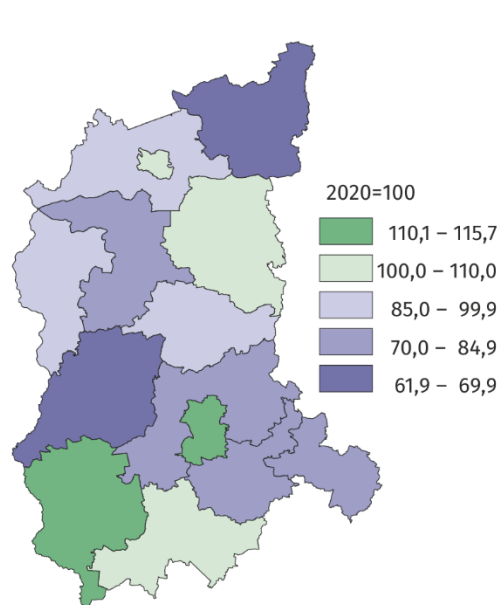 2020=100
110,1 – 115,7
100,0 – 110,0
85,0 – 99,9
70,0 – 84,9
61,9 – 69,9